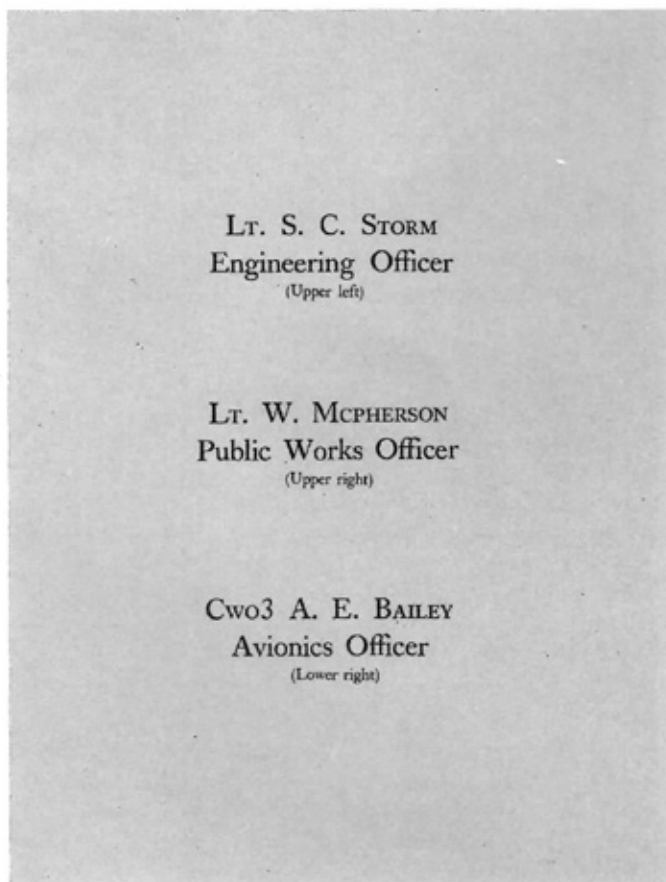 Lt. S. C. Storm
Engineering Officer
(Upper left)
Lt. W. Mcpherson
Public Works Officer
(Upper right)
Cwo3 A. E. Bailey
Avionics Officer
(Lower right)